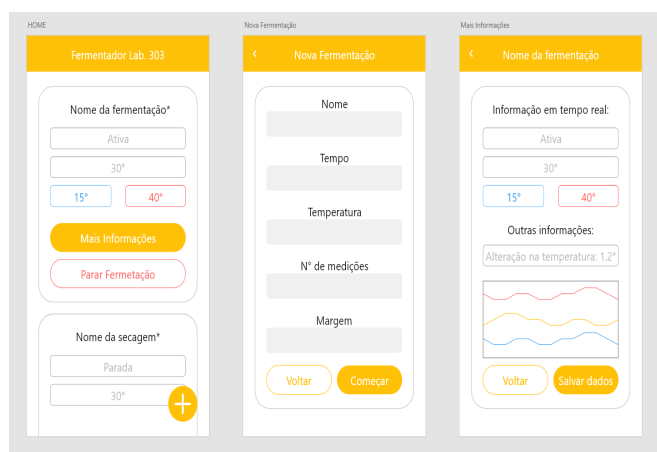 HOME
Fermentador Lab. 303
Nome da fermentação*
Ativa
30°
15°
40°
Mais Informações
Parar Fermetação
Nome da secagem*
Parada
30°
+
Nova Fermentação
‹ Nova Fermentação
Nome
Tempo
Temperatura
N° de medições
Margem
Voltar
Começar
Mais Informações
‹ Nome da fermentação
Informação em tempo real:
Ativa
30°
15°
40°
Outras informações:
Alteração na temperatura: 1.2°
Voltar
Salvar dados